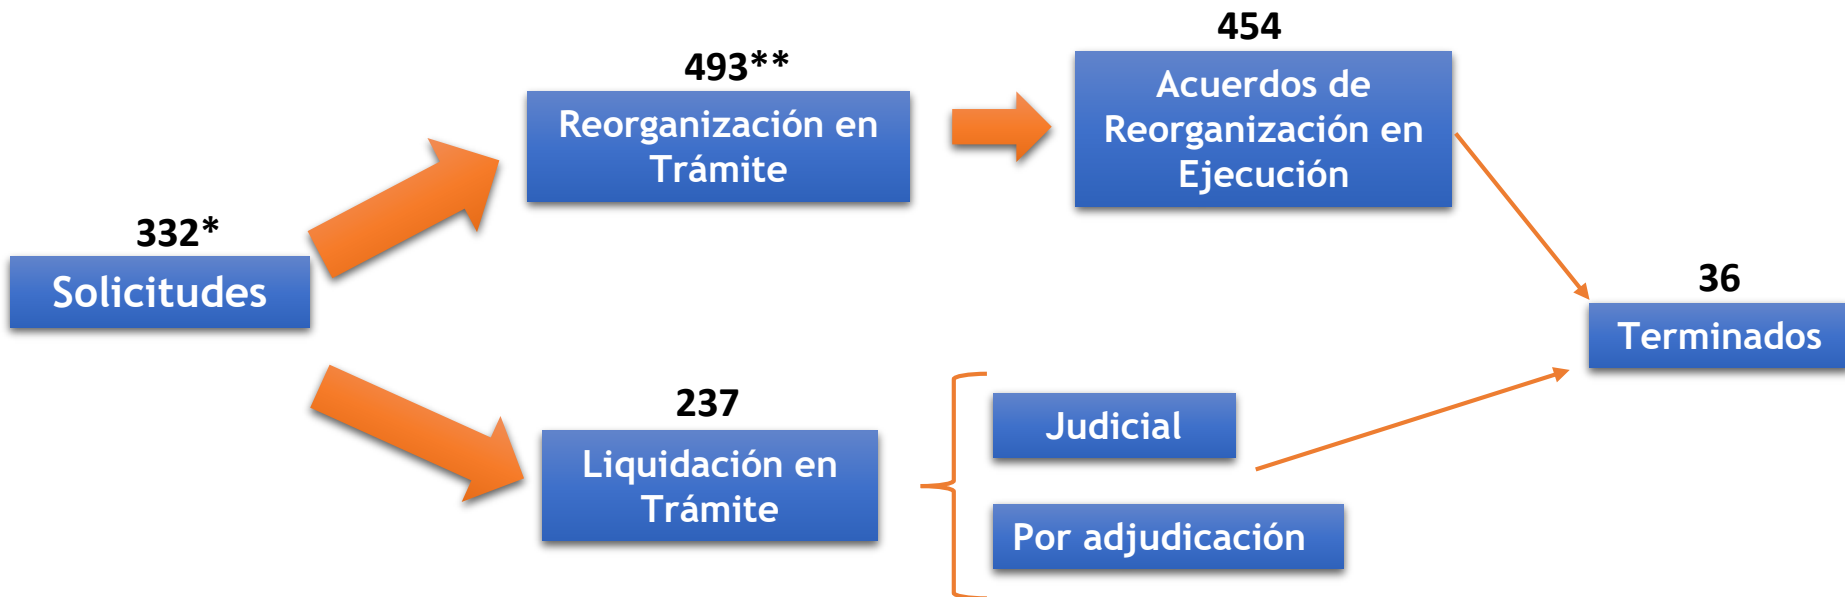 332*
Solicitudes
493**
Reorganización en
Trámite
454
Acuerdos de
Reorganización en
Ejecución
237
Liquidación en
Trámite
Judicial
Por adjudicación
36
Terminados